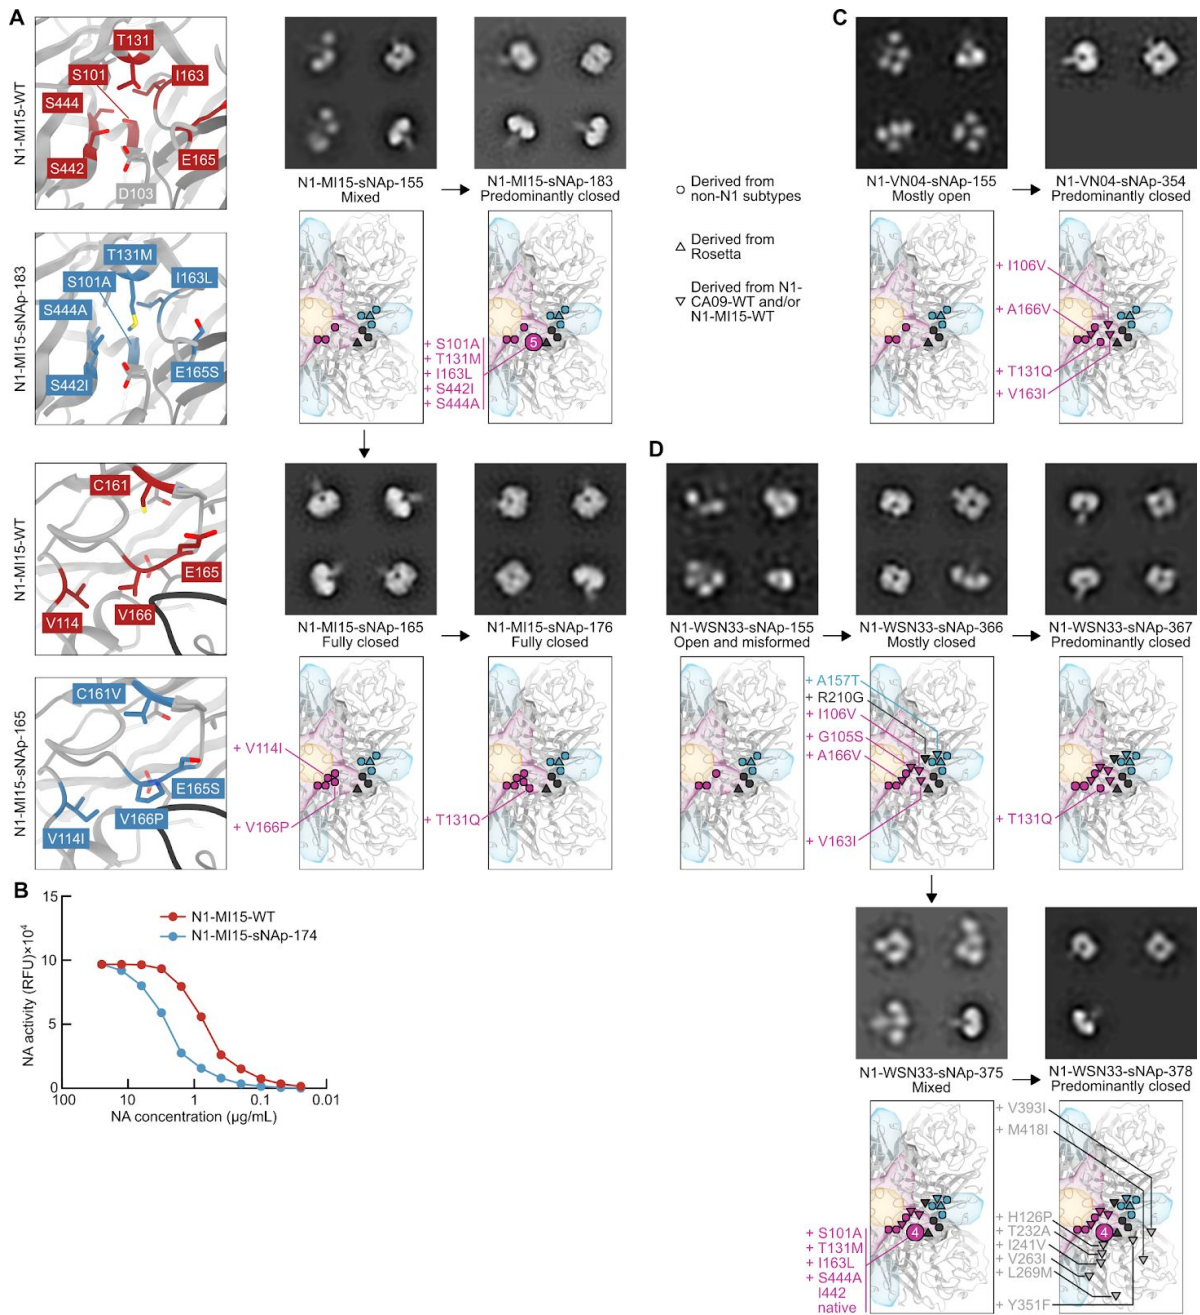 A
N1-MI15-WT
T131
S101
I163
S444
S442
E165
D103
N1-MI15-sNAp-155
Mixed
N1-MI15-sNAp-183
Predominantly closed
N1-MI15-sNAp-183
T131M
S101A
I163L
S444A
S442I
E165S
+ S101A
+ T131M
+ I163L
+ S442I
+ S444A
5
Derived from
non-N1 subtypes
Derived from
Rosetta
Derived from N1-
CA09-WT and/or
N1-MI15-WT
C
N1-VN04-sNAp-155
Mostly open
N1-VN04-sNAp-354
Predominantly closed
+ I106V
+ A166V
+ T131Q
+ V163I
N1-MI15-WT
C161
E165
V166
V114
N1-MI15-sNAp-165
Fully closed
N1-MI15-sNAp-176
Fully closed
N1-MI15-sNAp-165
C161V
E165S
V166P
V114I
+ V114I
+ V166P
+ T131Q
D
N1-WSN33-sNAp-155
Open and misformed
N1-WSN33-sNAp-366
Mostly closed
N1-WSN33-sNAp-367
Predominantly closed
+ A157T
+ R210G
+ I106V
+ G105S
+ A166V
+ V163I
+ T131Q
B
NA activity (RFU)×10⁴
15
10
5
0
100
10
1
0.1
0.01
NA concentration (µg/mL)
N1-MI15-WT
N1-MI15-sNAp-174
N1-WSN33-sNAp-375
Mixed
N1-WSN33-sNAp-378
Predominantly closed
+ S101A
+ T131M
+ I163L
+ S444A
I442
native
4
+ V393I
+ M418I
+ H126P
+ T232A
+ I241V
+ V263I
+ L269M
+ Y351F
4